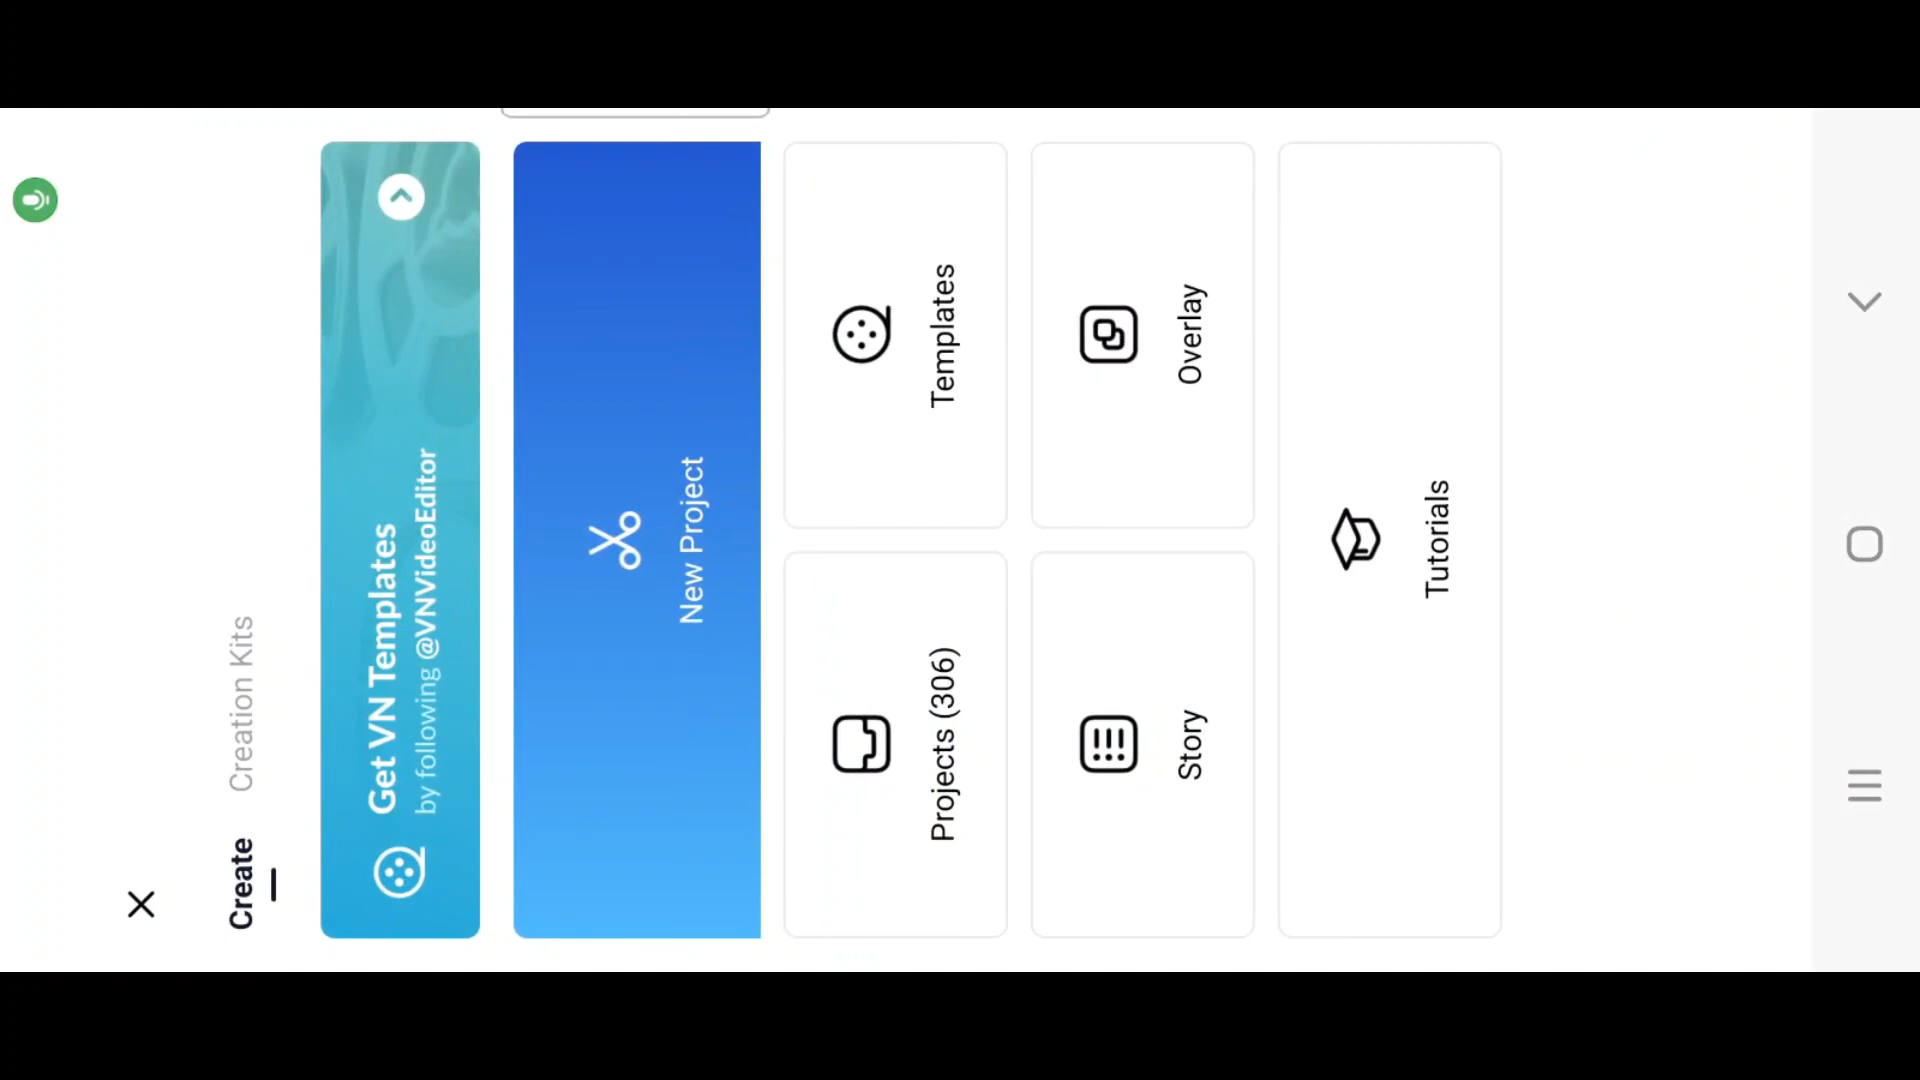 Create Creation Kits
Get VN Templates
by following @VNVideoEditor
New Project
Projects (306) Templates
Story Overlay
Tutorials